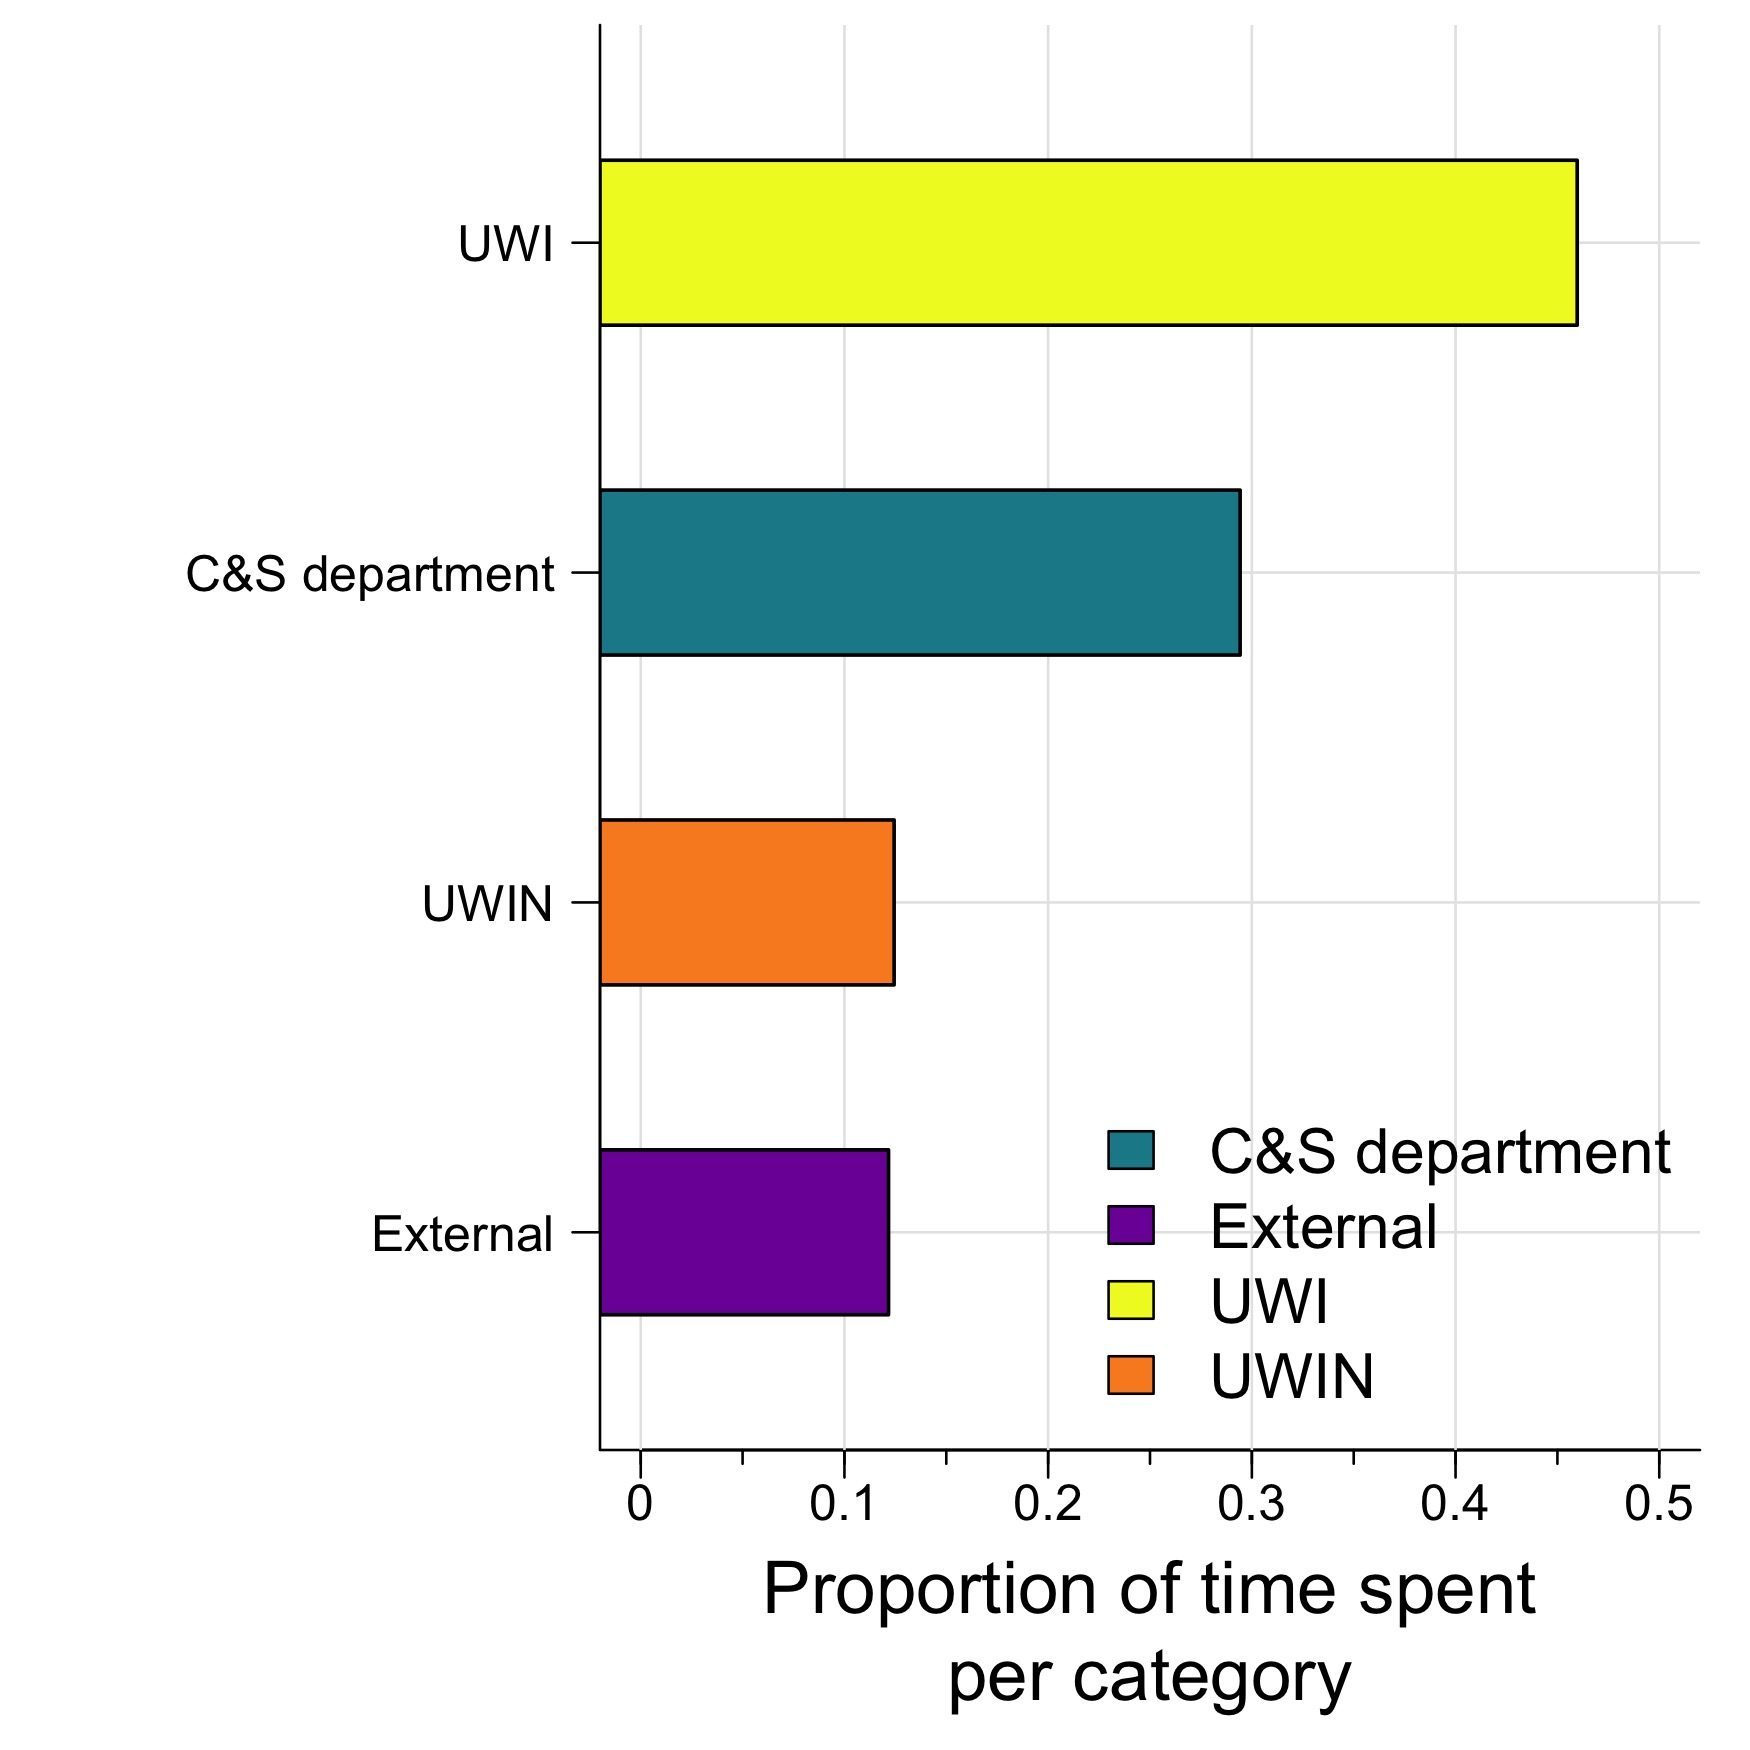 UWI
C&S department
UWIN
External
C&S department
External
UWI
UWIN
0 0.1 0.2 0.3 0.4 0.5
Proportion of time spent
per category